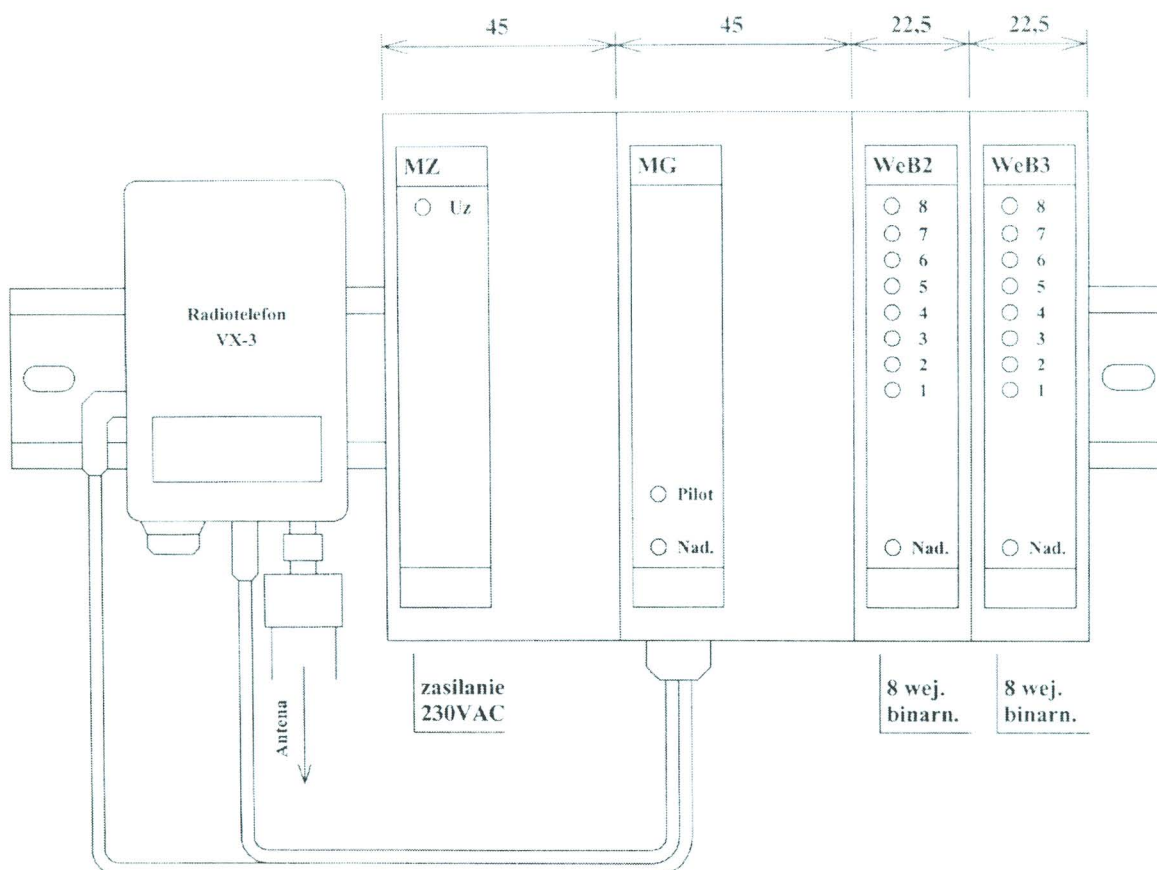 45
45
22,5
22,5
MZ
Uz
MG
Pilot
Nad.
WeB2
8
7
6
5
4
3
2
1
Nad.
WeB3
8
7
6
5
4
3
2
1
Nad.
Radiotelefon
VX-3
Antena
zasilanie
230VAC
8 wej.
binarn.
8 wej.
binarn.